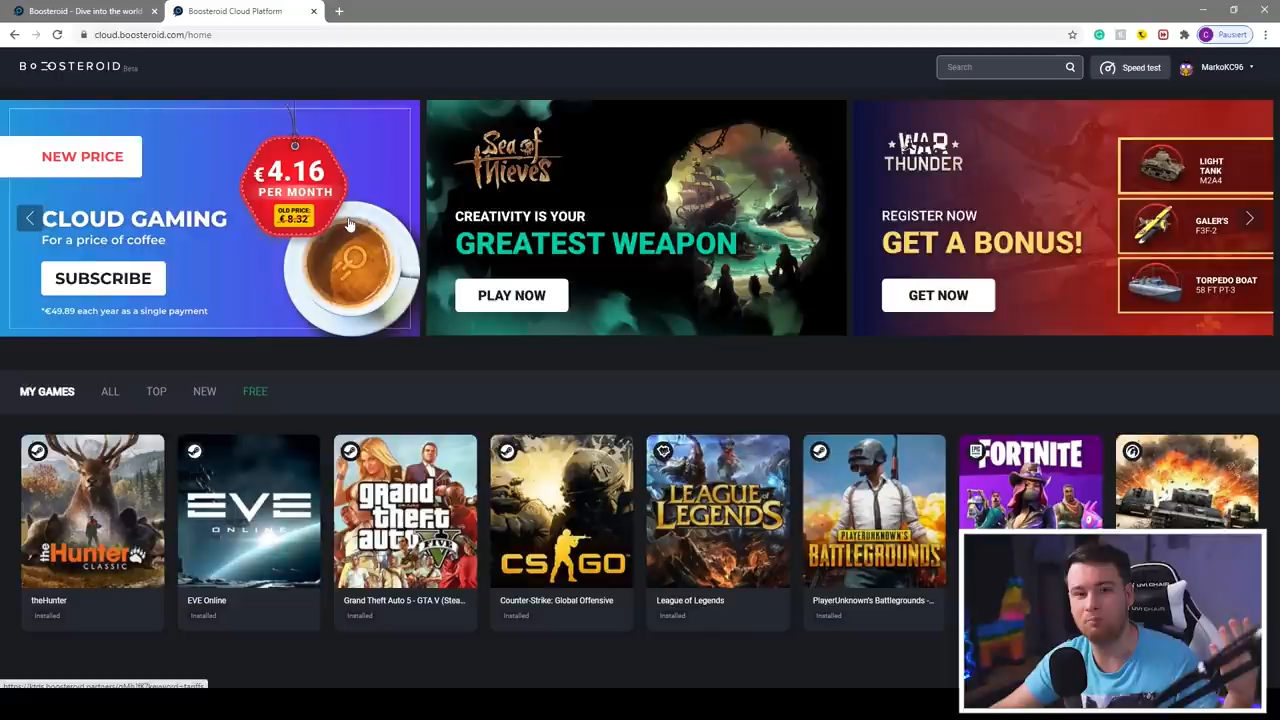 Boosteroid - Dive into the world
Boosteroid Cloud Platform
cloud.boosteroid.com/home
C Pausiert
BOOSTEROID Beta
Search
Speed test
MarkoKC96
NEW PRICE
€4.16
PER MONTH
OLD PRICE:
€ 8.32
CLOUD GAMING
For a price of coffee
SUBSCRIBE
*€49.89 each year as a single payment
Sea of
Thieves
CREATIVITY IS YOUR
GREATEST WEAPON
PLAY NOW
WAR
THUNDER
REGISTER NOW
GET A BONUS!
GET NOW
LIGHT
TANK
M2A4
GALER'S
F3F-2
TORPEDO BOAT
58 FT PT-3
MY GAMES
ALL
TOP
NEW
FREE
the Hunter
CLASSIC
EVE
ONLINE
grand
theft
auto
FIVE
CS:GO
LEAGUE
of
LEGENDS
PLAYERUNKNOWN'S
BATTLEGROUNDS
EPIC
FORTNITE
theHunter
Installed
EVE Online
Installed
Grand Theft Auto 5 - GTA V (Stea...
Installed
Counter-Strike: Global Offensive
Installed
League of Legends
Installed
PlayerUnknown's Battlegrounds -...
Installed
UVI CHAIR